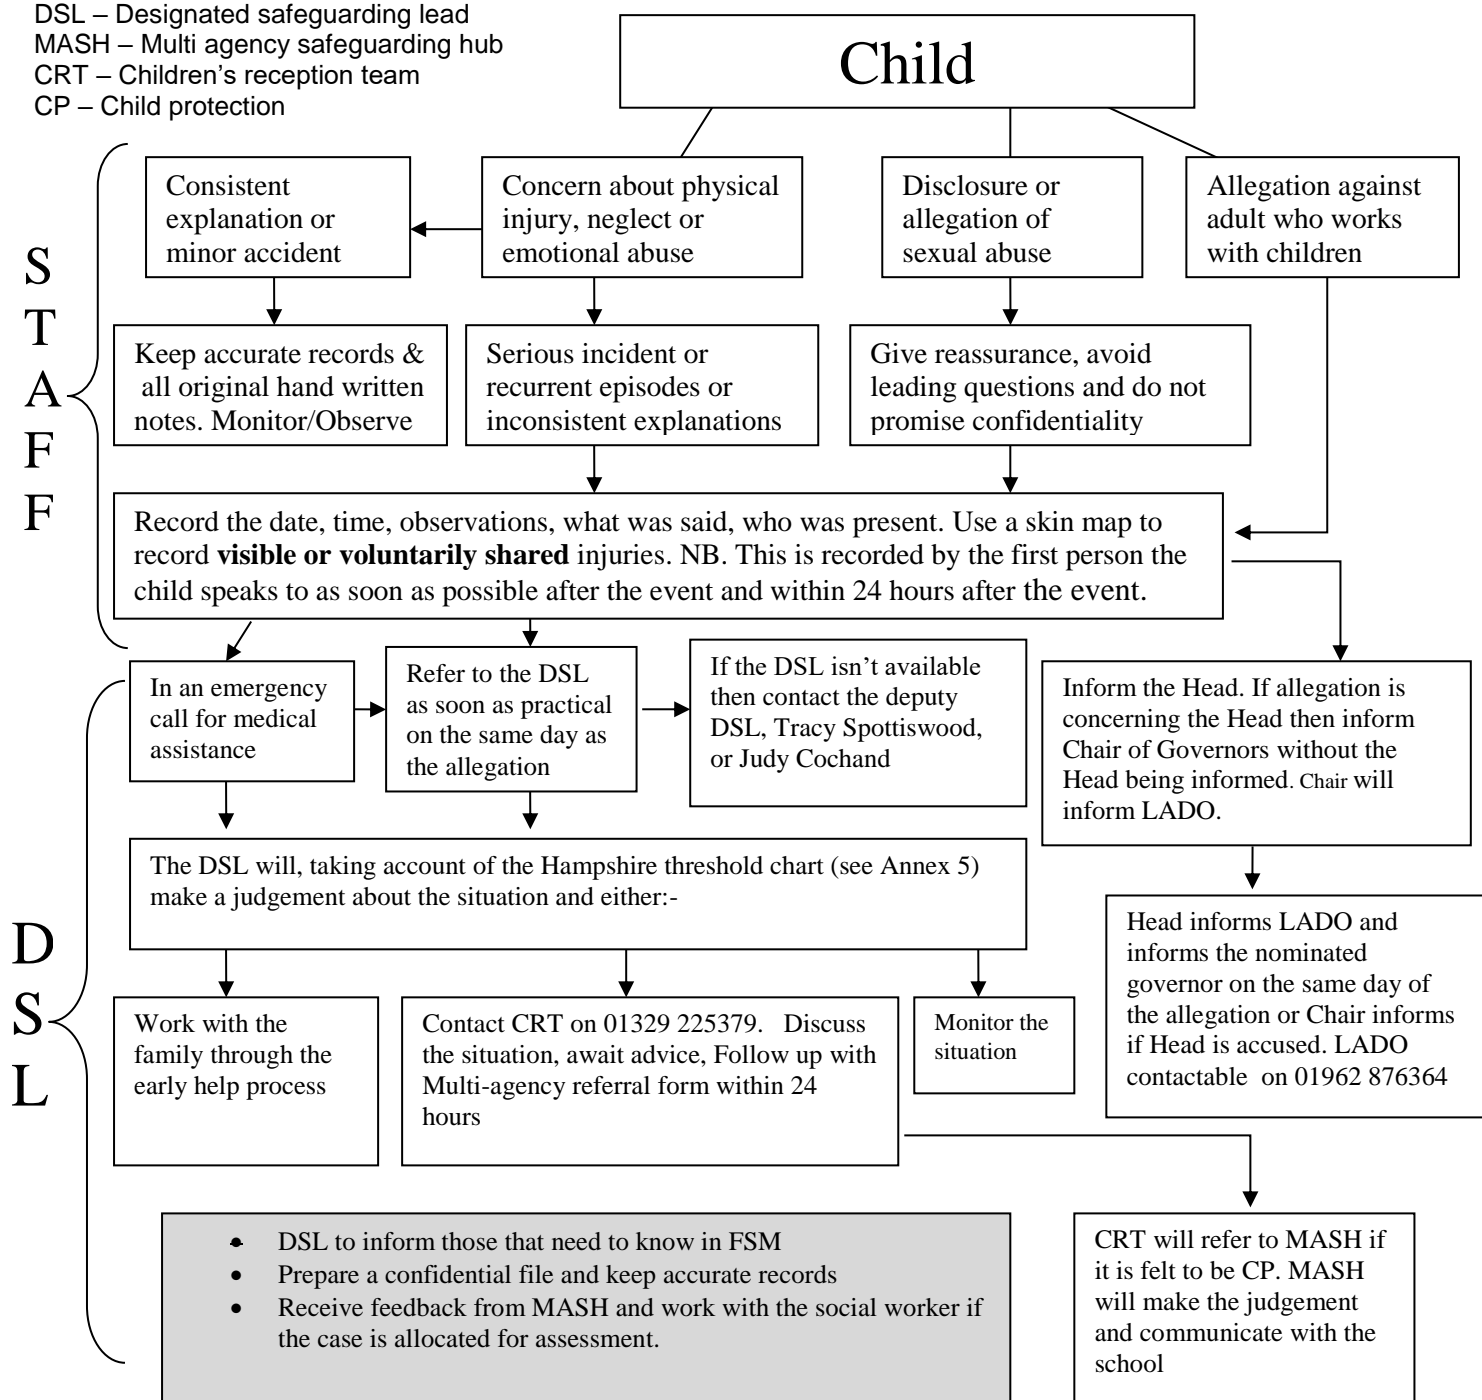 DSL – Designated safeguarding lead
MASH – Multi agency safeguarding hub
CRT – Children's reception team
CP – Child protection
Child
STAFF
Consistent
explanation or
minor accident
Concern about physical
injury, neglect or
emotional abuse
Disclosure or
allegation of
sexual abuse
Allegation against
adult who works
with children
Keep accurate records &
all original hand written
notes. Monitor/Observe
Serious incident or
recurrent episodes or
inconsistent explanations
Give reassurance, avoid
leading questions and do not
promise confidentiality
Record the date, time, observations, what was said, who was present. Use a skin map to
record visible or voluntarily shared injuries. NB. This is recorded by the first person the
child speaks to as soon as possible after the event and within 24 hours after the event.
DSL
In an emergency
call for medical
assistance
Refer to the DSL
as soon as practical
on the same day as
the allegation
If the DSL isn't available
then contact the deputy
DSL, Tracy Spottiswood,
or Judy Cochand
Inform the Head. If allegation is
concerning the Head then inform
Chair of Governors without the
Head being informed. Chair will
inform LADO.
The DSL will, taking account of the Hampshire threshold chart (see Annex 5)
make a judgement about the situation and either:-
Head informs LADO and
informs the nominated
governor on the same day of
the allegation or Chair informs
if Head is accused. LADO
contactable on 01962 876364
Work with the
family through the
early help process
Contact CRT on 01329 225379. Discuss
the situation, await advice, Follow up with
Multi-agency referral form within 24
hours
Monitor the
situation
• DSL to inform those that need to know in FSM
• Prepare a confidential file and keep accurate records
• Receive feedback from MASH and work with the social worker if
the case is allocated for assessment.
CRT will refer to MASH if
it is felt to be CP. MASH
will make the judgement
and communicate with the
school